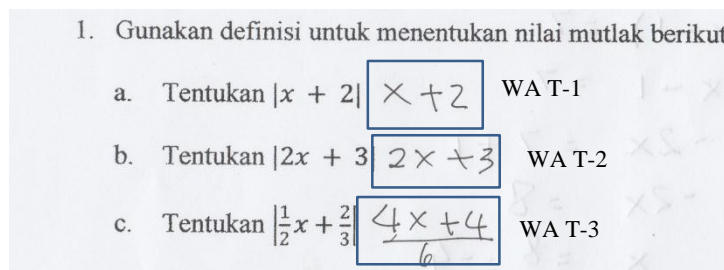 1. Gunakan definisi untuk menentukan nilai mutlak berikut
a. Tentukan |x + 2| x+2 WA T-1
b. Tentukan |2x + 3| 2x+3 WA T-2
c. Tentukan |1/2 x + 2/3| (4x+4)/6 WA T-3